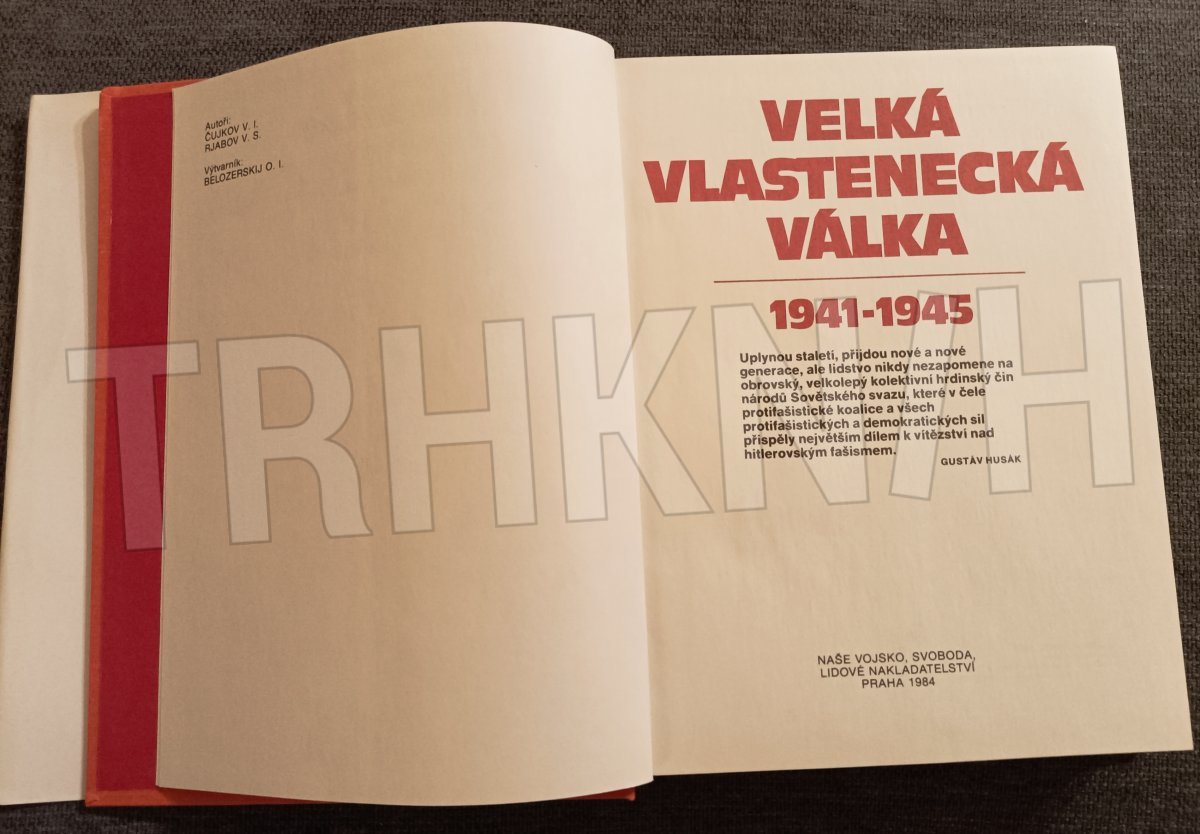 Autoři:
ČUJKOV V. I.
RJABOV V. S.
Výtvarník:
BELOZERSKIJ O. I.
VELKÁ
VLASTENECKÁ
VÁLKA
1941-1945
Uplynou staletí, přijdou nové a nové
generace, ale lidstvo nikdy nezapomene na
obrovský, velkolepý kolektivní hrdinský čin
národů Sovětského svazu, které v čele
protifašistické koalice a všech
protifašistických a demokratických sil
přispěly největším dílem k vítězství nad
hitlerovským fašismem.
GUSTÁV HUSÁK
NAŠE VOJSKO, SVOBODA,
LIDOVÉ NAKLADATELSTVÍ
PRAHA 1984
TRHKNIH